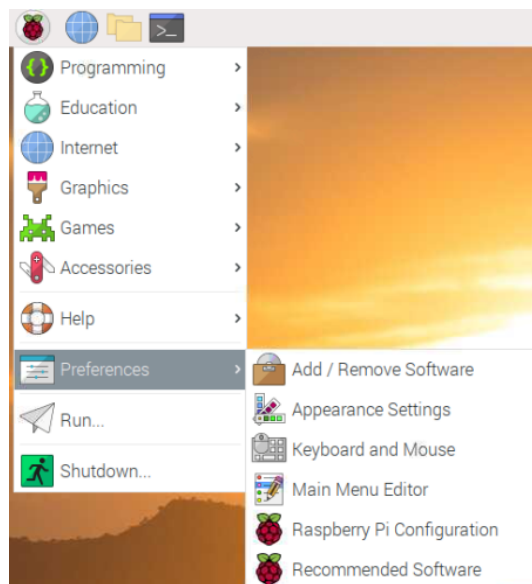 Programming
Education
Internet
Graphics
Games
Accessories
Help
Preferences
Run...
Shutdown...
Add / Remove Software
Appearance Settings
Keyboard and Mouse
Main Menu Editor
Raspberry Pi Configuration
Recommended Software